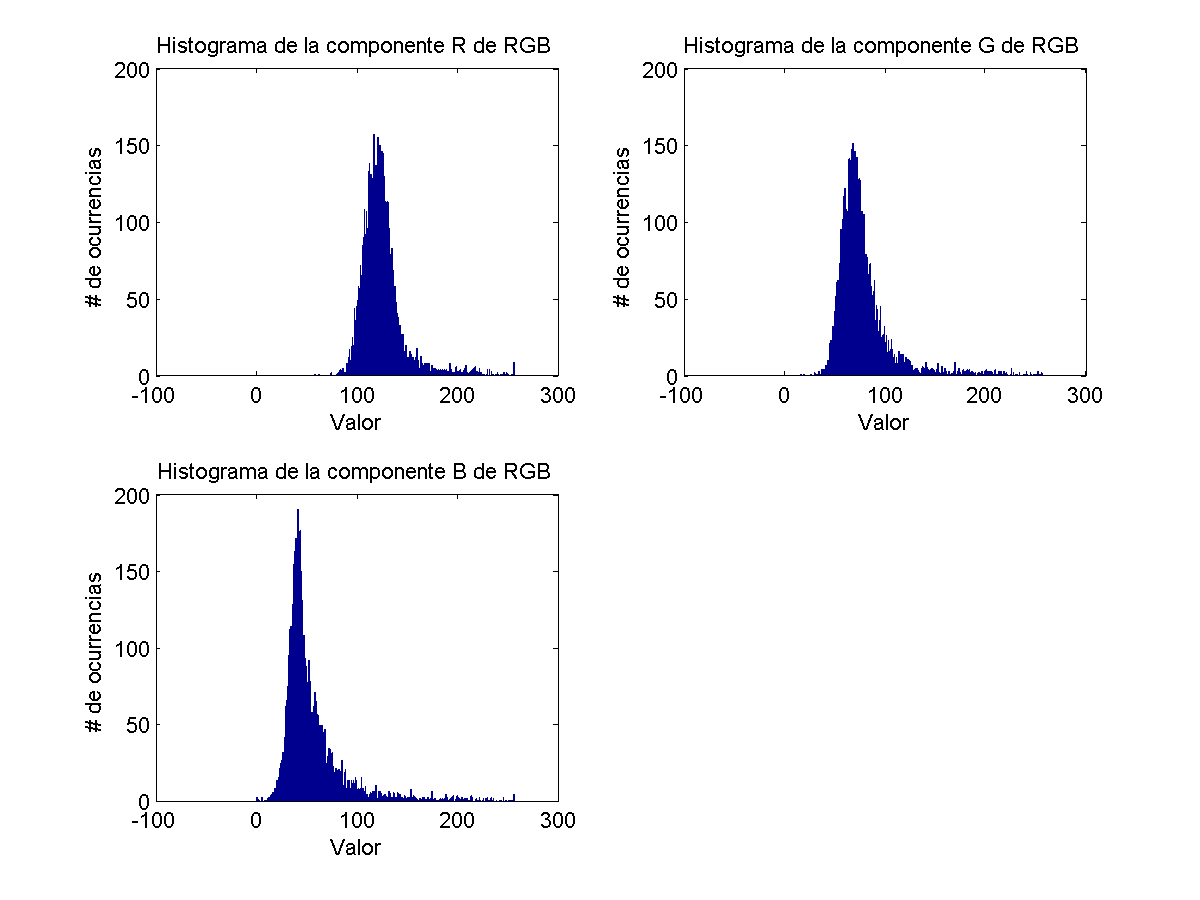 Histograma de la componente R de RGB
200
150
100
50
0
-100 0 100 200 300
# de ocurrencias
Valor
Histograma de la componente G de RGB
200
150
100
50
0
-100 0 100 200 300
# de ocurrencias
Valor
Histograma de la componente B de RGB
200
150
100
50
0
-100 0 100 200 300
# de ocurrencias
Valor